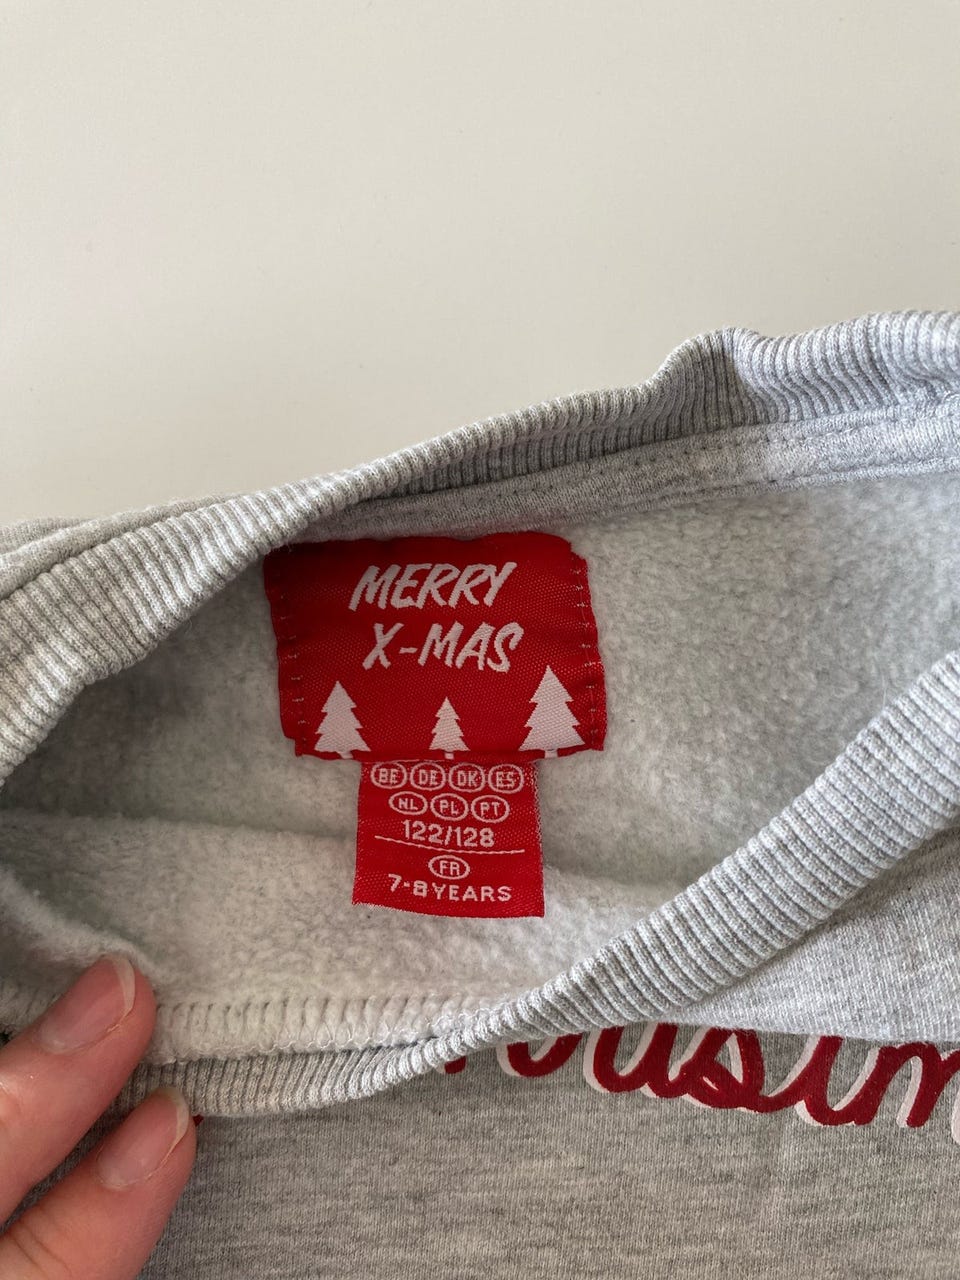 MERRY
X-MAS
BE DE DK ES
NL PL PT
122/128
FR
7-8 YEARS